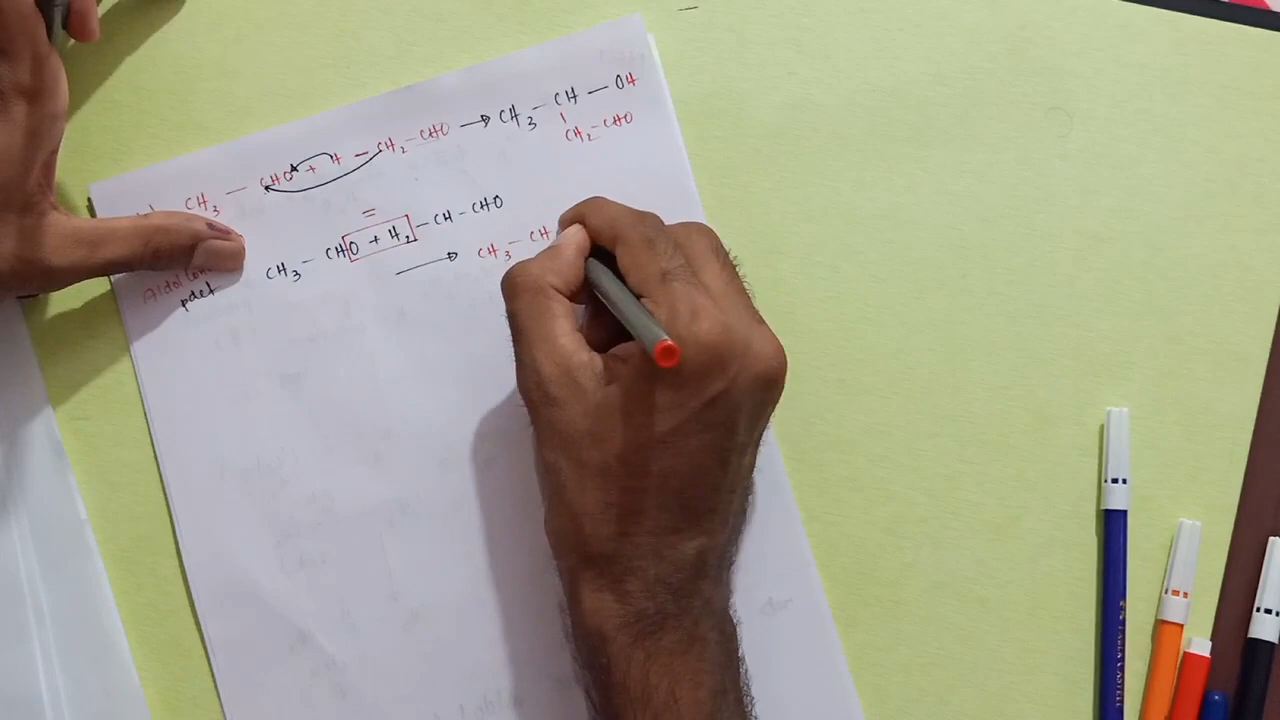 CH3 — CHO + H — CH2 - CHO → CH3 - CH — OH
CH2 - CHO
=
CH3 — CHO + H2 — CH - CHO
→ CH3 - CH
Aldol
pdct